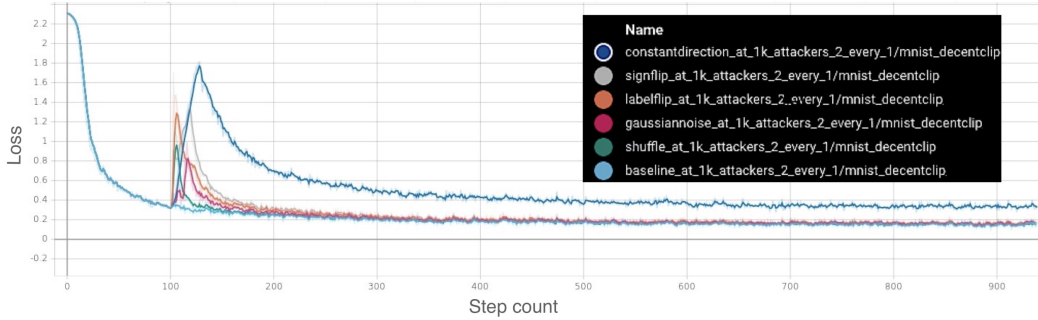 Name
constantdirection_at_1k_attackers_2_every_1/mnist_decentclip
signflip_at_1k_attackers_2_every_1/mnist_decentclip
labelflip_at_1k_attackers_2_every_1/mnist_decentclip
gaussiannoise_at_1k_attackers_2_every_1/mnist_decentclip
shuffle_at_1k_attackers_2_every_1/mnist_decentclip
baseline_at_1k_attackers_2_every_1/mnist_decentclip
Loss
2.2
2
1.8
1.6
1.4
1.2
1
0.8
0.6
0.4
0.2
0
-0.2
0 100 200 300 400 500 600 700 800 900
Step count